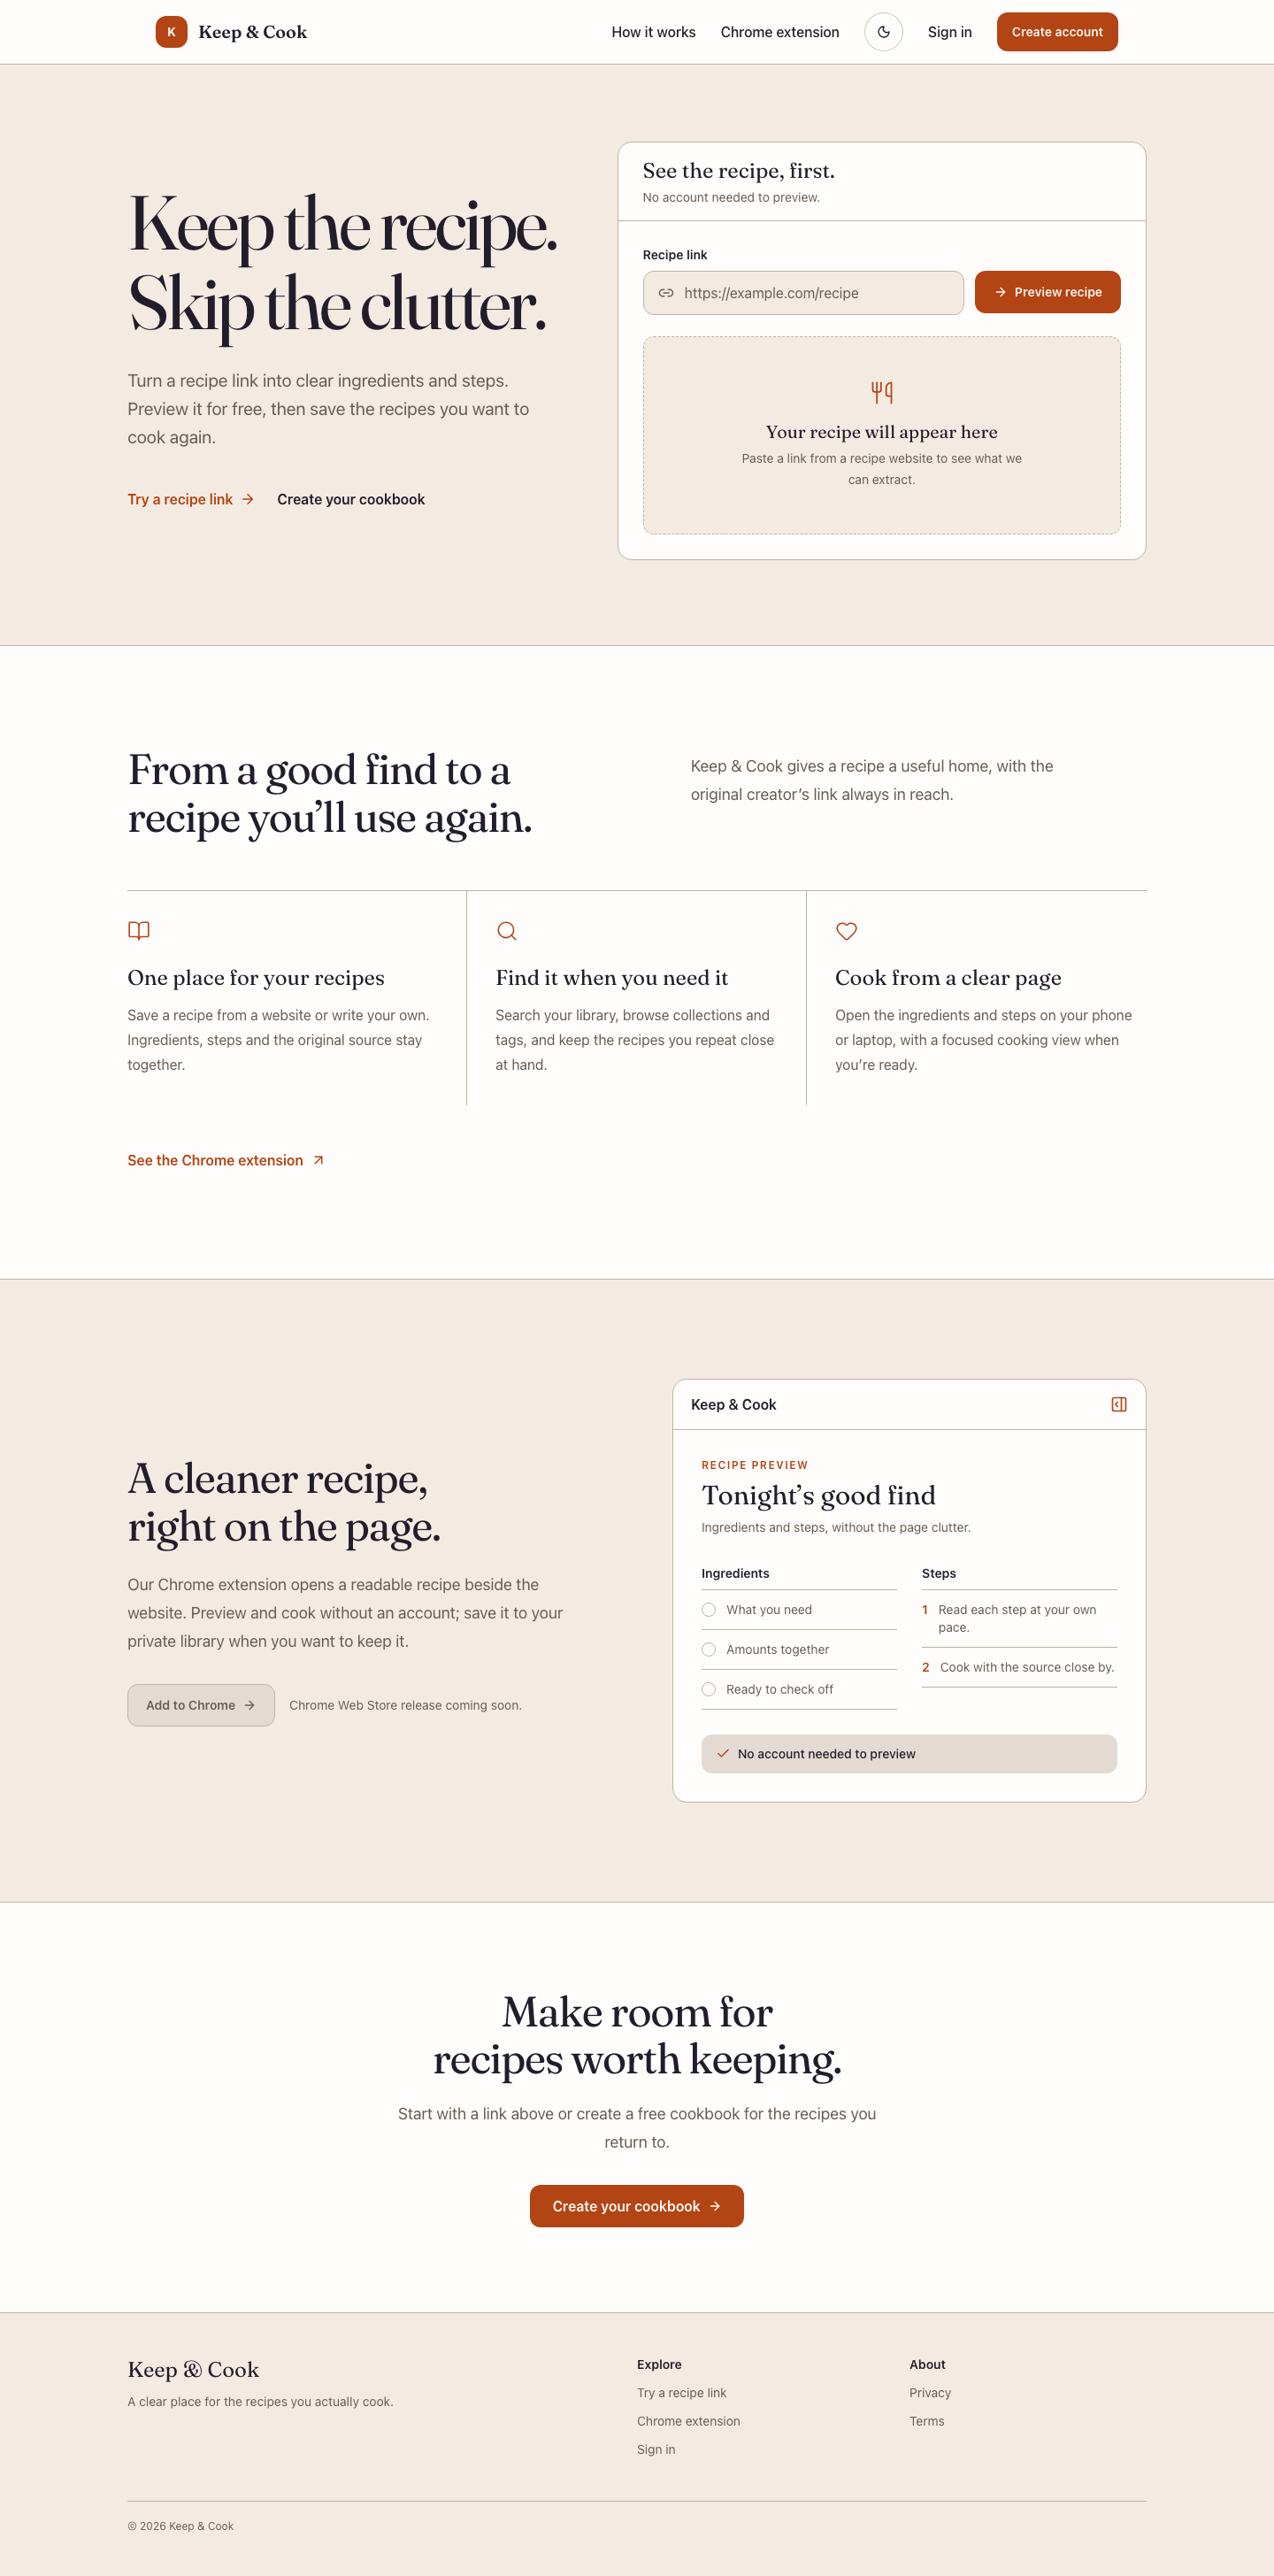 K
Keep & Cook
How it works
Chrome extension
Sign in
Create account
Keep the recipe.
Skip the clutter.
Turn a recipe link into clear ingredients and steps.
Preview it for free, then save the recipes you want to
cook again.
Try a recipe link
Create your cookbook
See the recipe, first.
No account needed to preview.
Recipe link
https://example.com/recipe
Preview recipe
Your recipe will appear here
Paste a link from a recipe website to see what we
can extract.
From a good find to a
recipe you’ll use again.
Keep & Cook gives a recipe a useful home, with the
original creator’s link always in reach.
One place for your recipes
Save a recipe from a website or write your own.
Ingredients, steps and the original source stay
together.
Find it when you need it
Search your library, browse collections and
tags, and keep the recipes you repeat close
at hand.
Cook from a clear page
Open the ingredients and steps on your phone
or laptop, with a focused cooking view when
you’re ready.
See the Chrome extension
A cleaner recipe,
right on the page.
Our Chrome extension opens a readable recipe beside the
website. Preview and cook without an account; save it to your
private library when you want to keep it.
Add to Chrome
Chrome Web Store release coming soon.
Keep & Cook
RECIPE PREVIEW
Tonight’s good find
Ingredients and steps, without the page clutter.
Ingredients
What you need
Amounts together
Ready to check off
Steps
1 Read each step at your own
pace.
2 Cook with the source close by.
No account needed to preview
Make room for
recipes worth keeping.
Start with a link above or create a free cookbook for the recipes you
return to.
Create your cookbook
Keep & Cook
A clear place for the recipes you actually cook.
Explore
Try a recipe link
Chrome extension
Sign in
About
Privacy
Terms
© 2026 Keep & Cook